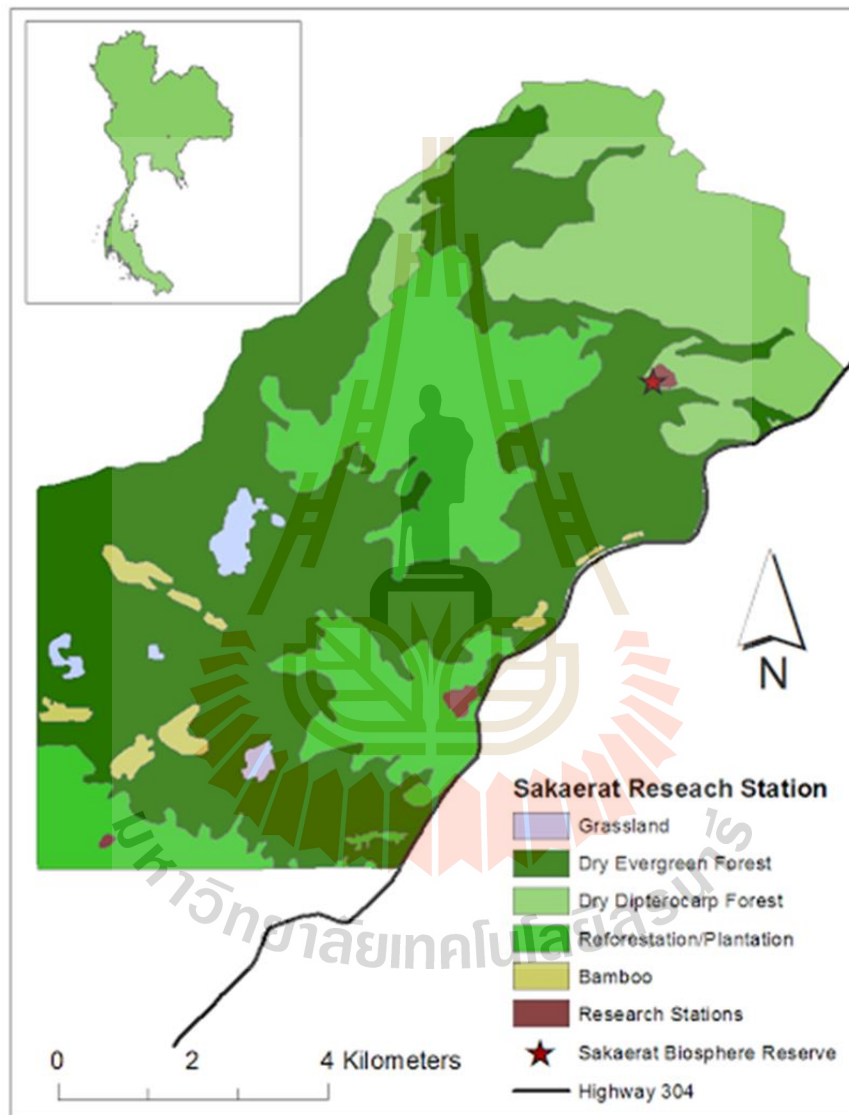 N
Sakaerat Reseach Station
Grassland
Dry Evergreen Forest
Dry Dipterocarp Forest
Reforestation/Plantation
Bamboo
Research Stations
Sakaerat Biosphere Reserve
Highway 304
0 2 4 Kilometers
มหาวิทยาลัยเทคโนโลยีสุรนารี